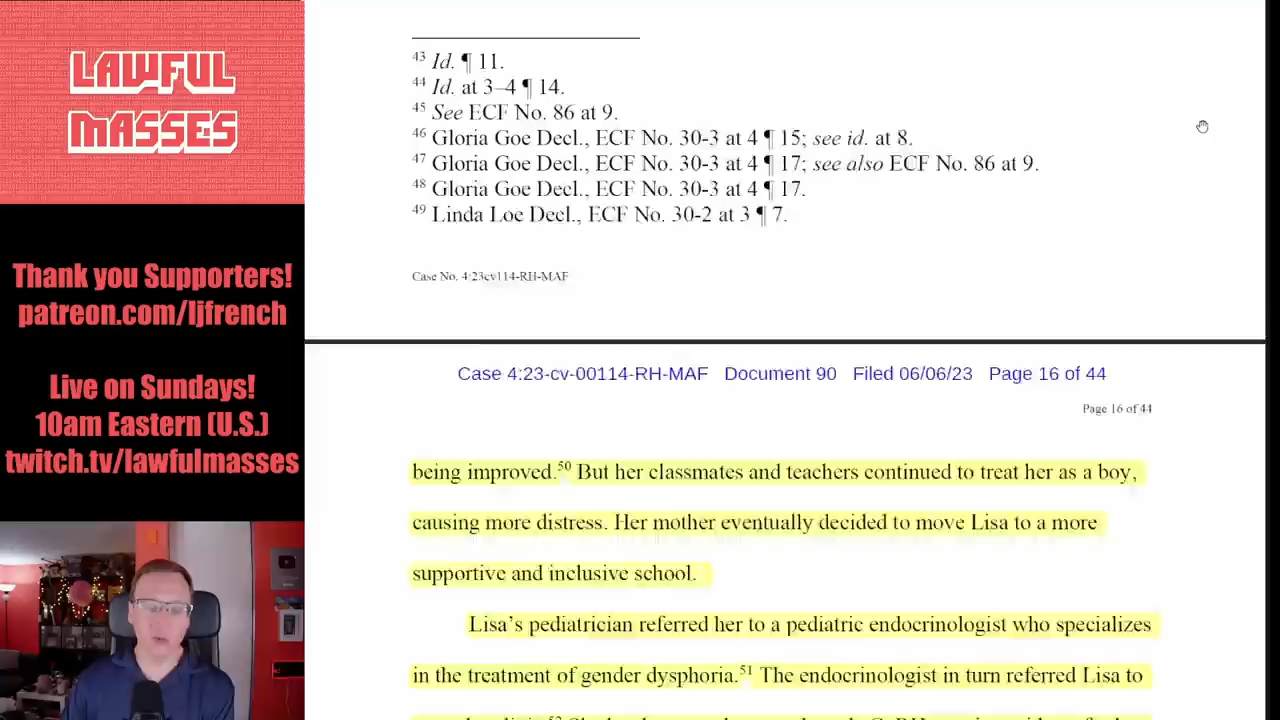 LAWFUL
MASSES
Thank you Supporters!
patreon.com/ljfrench
Live on Sundays!
10am Eastern (U.S.)
twitch.tv/lawfulmasses
43 Id. ¶ 11.
44 Id. at 3–4 ¶ 14.
45 See ECF No. 86 at 9.
46 Gloria Goe Decl., ECF No. 30-3 at 4 ¶ 15; see id. at 8.
47 Gloria Goe Decl., ECF No. 30-3 at 4 ¶ 17; see also ECF No. 86 at 9.
48 Gloria Goe Decl., ECF No. 30-3 at 4 ¶ 17.
49 Linda Loe Decl., ECF No. 30-2 at 3 ¶ 7.
Case No. 4:23cv114-RH-MAF
Case 4:23-cv-00114-RH-MAF Document 90 Filed 06/06/23 Page 16 of 44
Page 16 of 44
being improved.50 But her classmates and teachers continued to treat her as a boy,
causing more distress. Her mother eventually decided to move Lisa to a more
supportive and inclusive school.
Lisa's pediatrician referred her to a pediatric endocrinologist who specializes
in the treatment of gender dysphoria.51 The endocrinologist in turn referred Lisa to